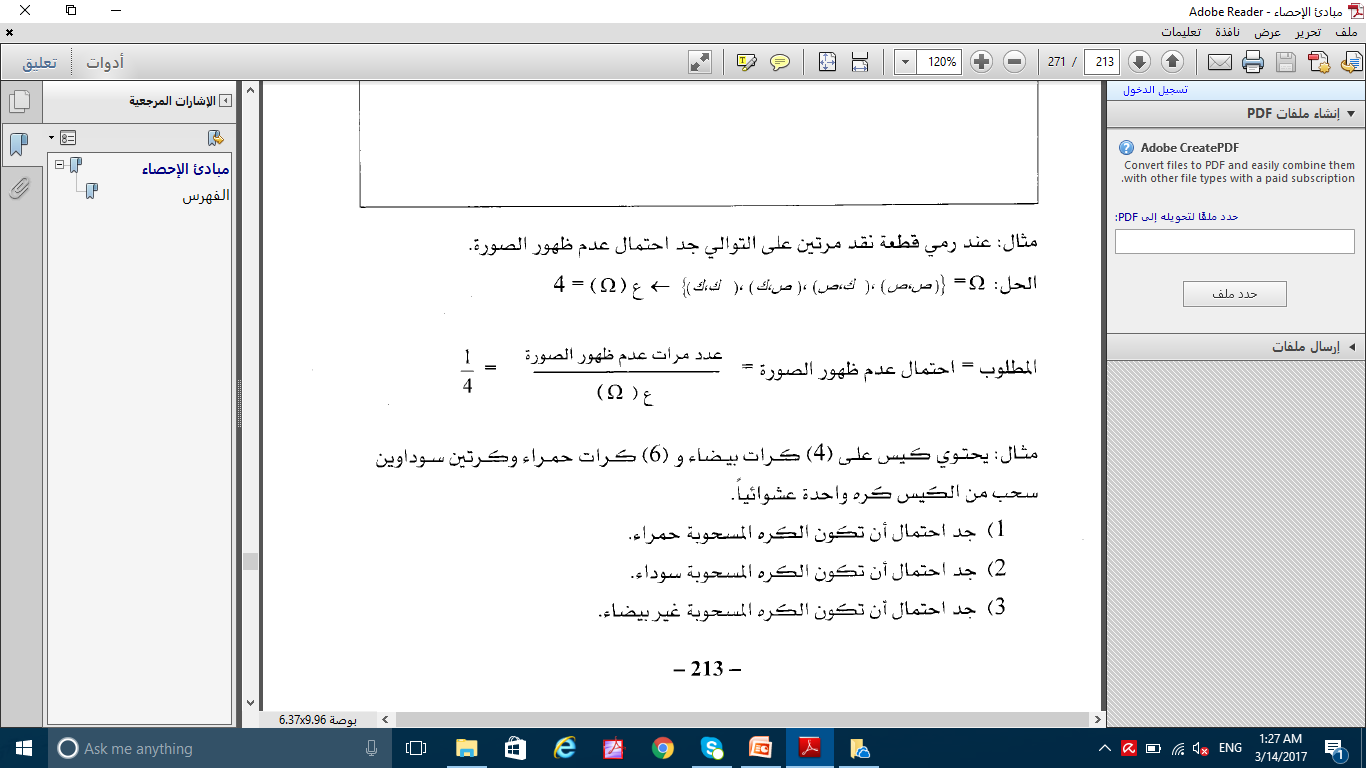 مبادئ الإحصاء - Adobe Reader
ملف تحرير عرض نافذة تعليمات
213 / 271 120% أدوات تعليق
تسجيل الدخول
إنشاء ملفات PDF
Adobe CreatePDF
Convert files to PDF and easily combine them
with other file types with a paid subscription.
حدد ملفًا لتحويله إلى PDF:
حدد ملف
إرسال ملفات
الإشارات المرجعية
مبادئ الإحصاء
الفهرس
مثال: عند رمي قطعة نقد مرتين على التوالي جد احتمال عدم ظهور الصورة.
الحل: Ω = {(ص،ص)، (ك،ص)، (ص،ك)، (ك،ك)} ← ع (Ω) = 4
المطلوب = احتمال عدم ظهور الصورة = عدد مرات عدم ظهور الصورة / ع (Ω) = 1/4
مثال: يحتوي كيس على (4) كرات بيضاء و (6) كرات حمراء وكرتين سوداوين
سحب من الكيس كره واحدة عشوائياً.
1) جد احتمال أن تكون الكره المسحوبة حمراء.
2) جد احتمال أن تكون الكره المسحوبة سوداء.
3) جد احتمال أن تكون الكره المسحوبة غير بيضاء.
– 213 –
6.37x9.96 بوصة
Ask me anything
ENG
1:27 AM
3/14/2017
1